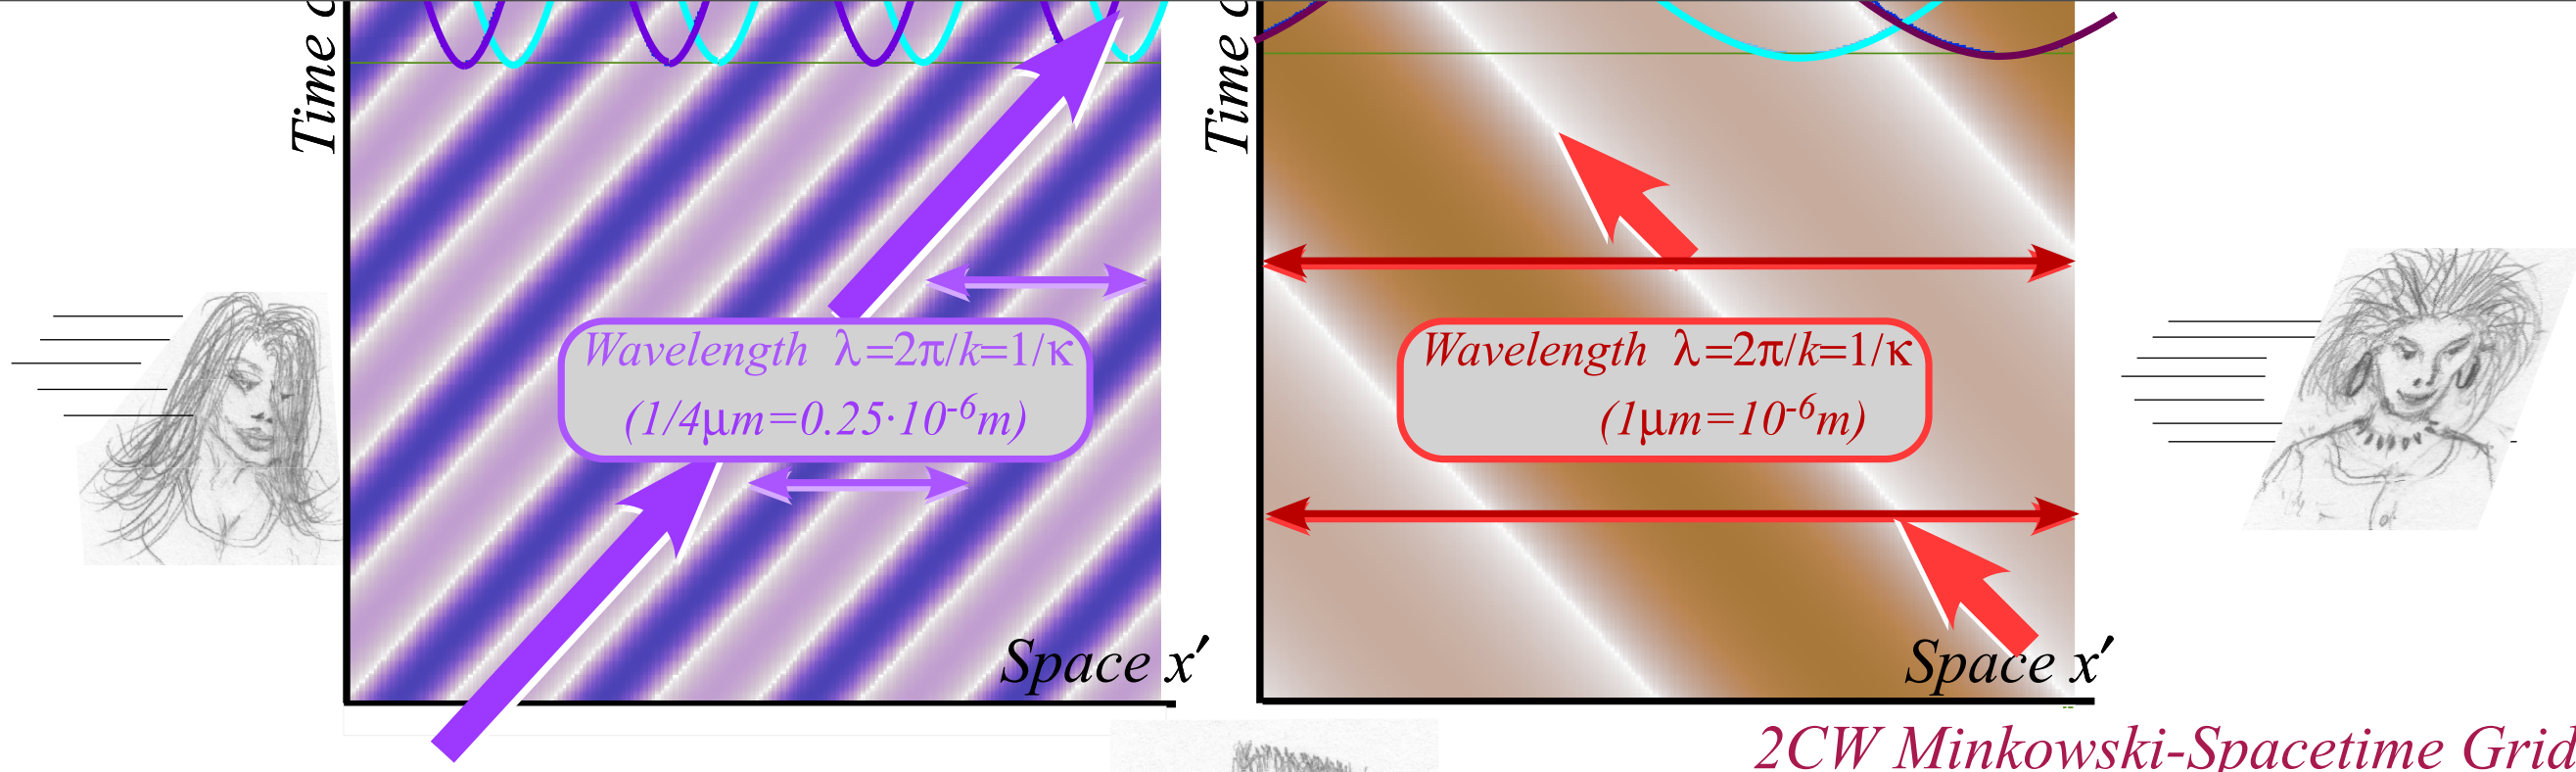 Time c
Wavelength λ=2π/k=1/κ
(1/4μm=0.25·10⁻⁶m)
Space x′
Time c
Wavelength λ=2π/k=1/κ
(1μm=10⁻⁶m)
Space x′
2CW Minkowski-Spacetime Grid